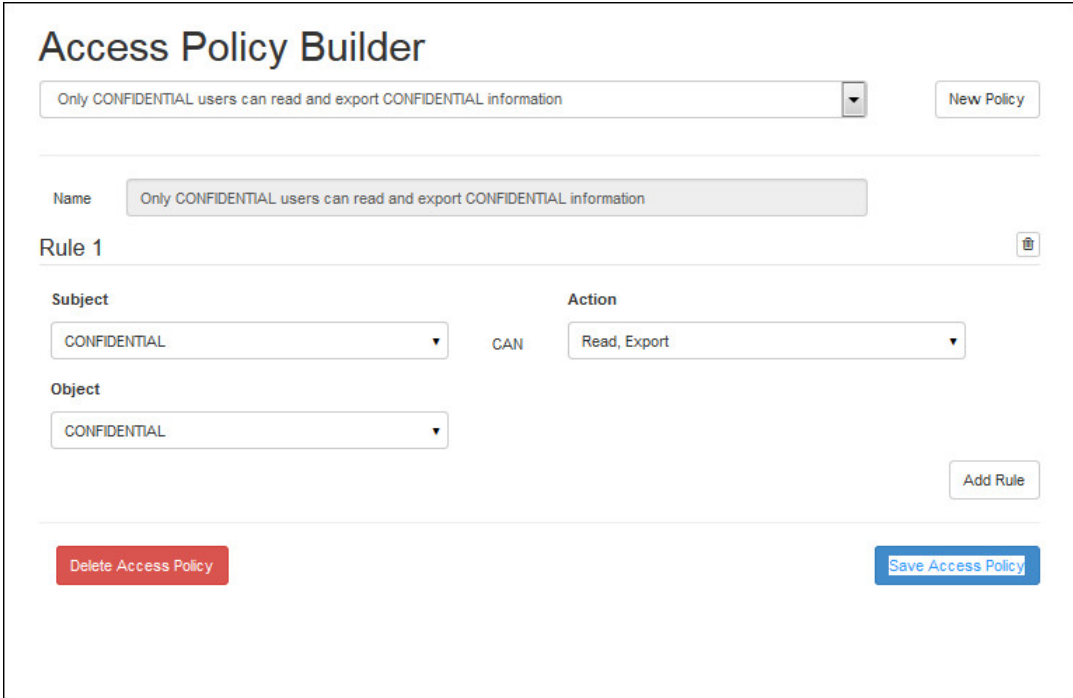 Access Policy Builder
Only CONFIDENTIAL users can read and export CONFIDENTIAL information
New Policy
Name
Only CONFIDENTIAL users can read and export CONFIDENTIAL information
Rule 1
Subject
Action
CONFIDENTIAL
CAN
Read, Export
Object
CONFIDENTIAL
Add Rule
Delete Access Policy
Save Access Policy